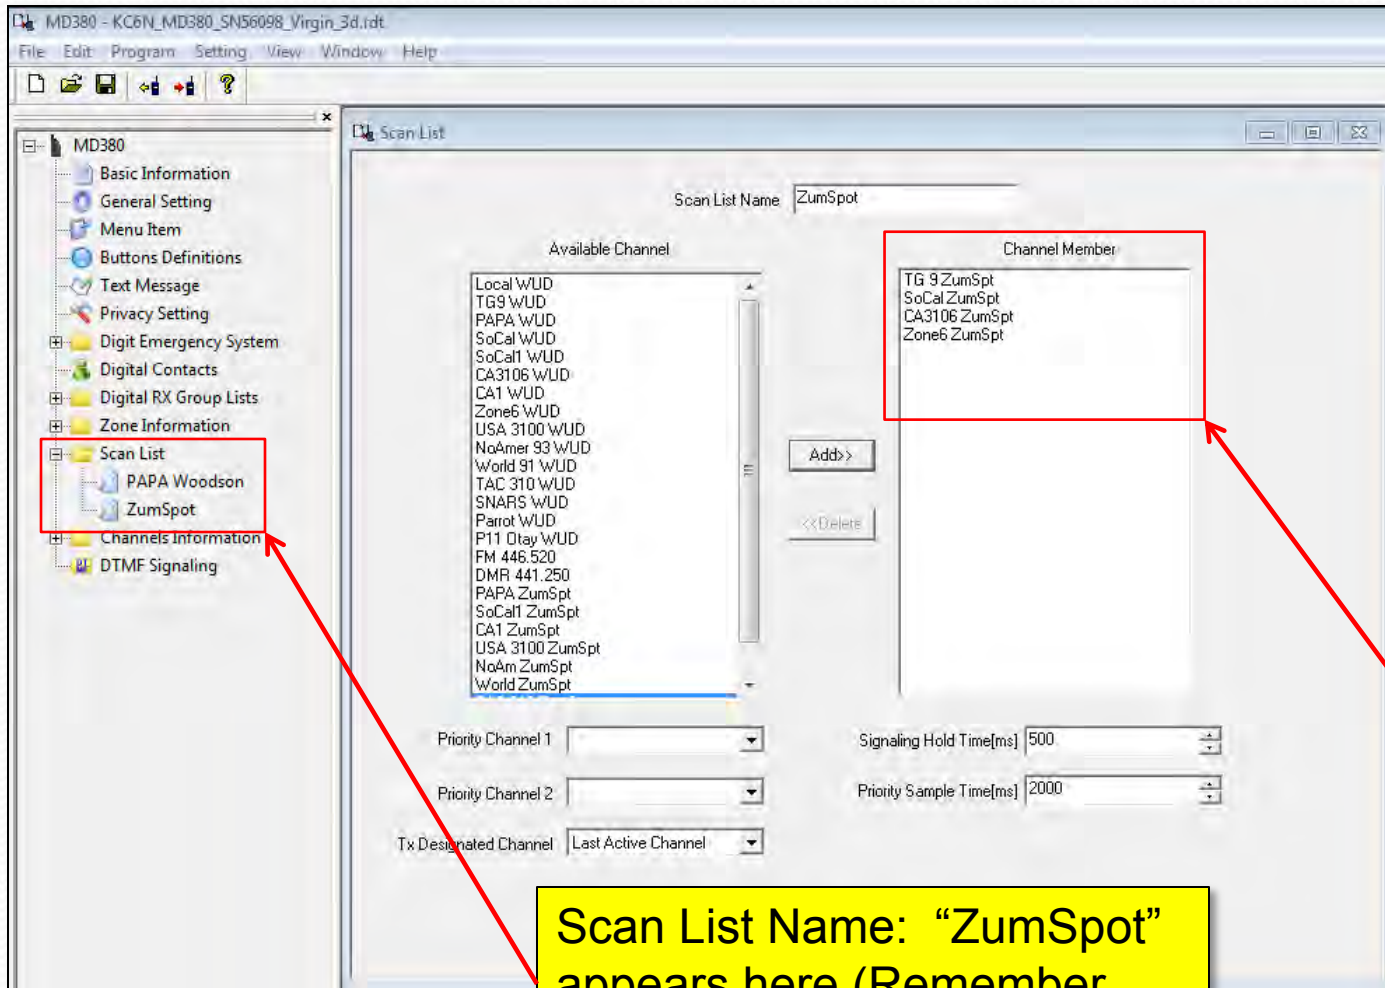 MD380 - KC6N_MD380_SN56098_Virgin_3d.rdt
File Edit Program Setting View Window Help
MD380
Basic Information
General Setting
Menu Item
Buttons Definitions
Text Message
Privacy Setting
Digit Emergency System
Digital Contacts
Digital RX Group Lists
Zone Information
Scan List
PAPA Woodson
ZumSpot
Channels Information
DTMF Signaling
Scan List
Scan List Name ZumSpot
Available Channel
Local WUD
TG9 WUD
PAPA WUD
SoCal WUD
SoCal1 WUD
CA3106 WUD
CA1 WUD
Zone6 WUD
USA 3100 WUD
NoAmer 93 WUD
World 91 WUD
TAC 310 WUD
SNARS WUD
Parrot WUD
P11 Otay WUD
FM 446.520
DMR 441.250
PAPA ZumSpt
SoCal1 ZumSpt
CA1 ZumSpt
USA 3100 ZumSpt
NoAm ZumSpt
World ZumSpt
Add>>
<<Delete
Channel Member
TG 9 ZumSpt
SoCal ZumSpt
CA3106 ZumSpt
Zone6 ZumSpt
Priority Channel 1
Priority Channel 2
Tx Designated Channel Last Active Channel
Signaling Hold Time[ms] 500
Priority Sample Time[ms] 2000
Scan List Name: “ZumSpot”
appears here (Remember